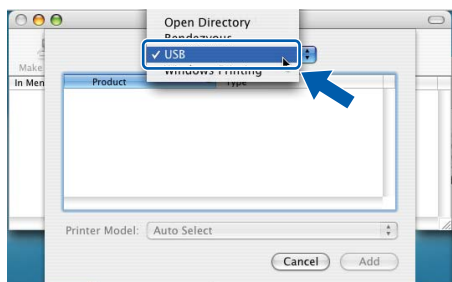 Open Directory
Rendezvous
✓ USB
Windows Printing
Make
In Men
Product
Type
Printer Model:
Auto Select
Cancel
Add